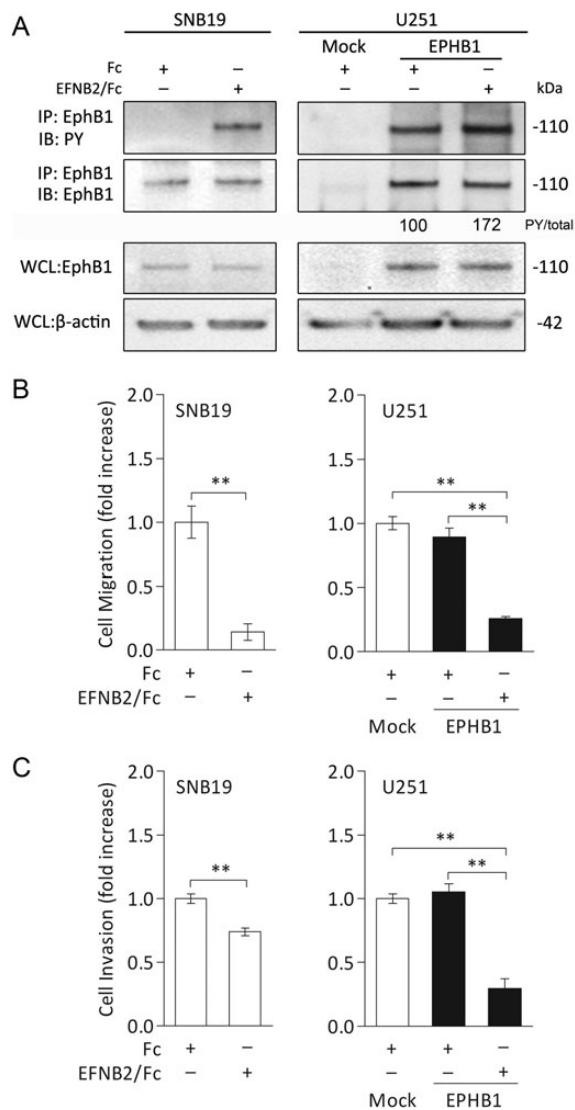 A
SNB19
U251
Mock
EPHB1
Fc + − + + −
EFNB2/Fc − + − − +
kDa
IP: EphB1
IB: PY
-110
IP: EphB1
IB: EphB1
-110
100 172 PY/total
WCL:EphB1
-110
WCL:β-actin
-42
B
Cell Migration (fold increase)
2.0
1.5
1.0
0.5
0.0
SNB19
**
Fc + −
EFNB2/Fc − +
2.0
1.5
1.0
0.5
0.0
U251
**
**
+ + −
− − +
Mock EPHB1
C
Cell Invasion (fold increase)
2.0
1.5
1.0
0.5
0.0
SNB19
**
Fc + −
EFNB2/Fc − +
2.0
1.5
1.0
0.5
0.0
U251
**
**
+ + −
− − +
Mock EPHB1